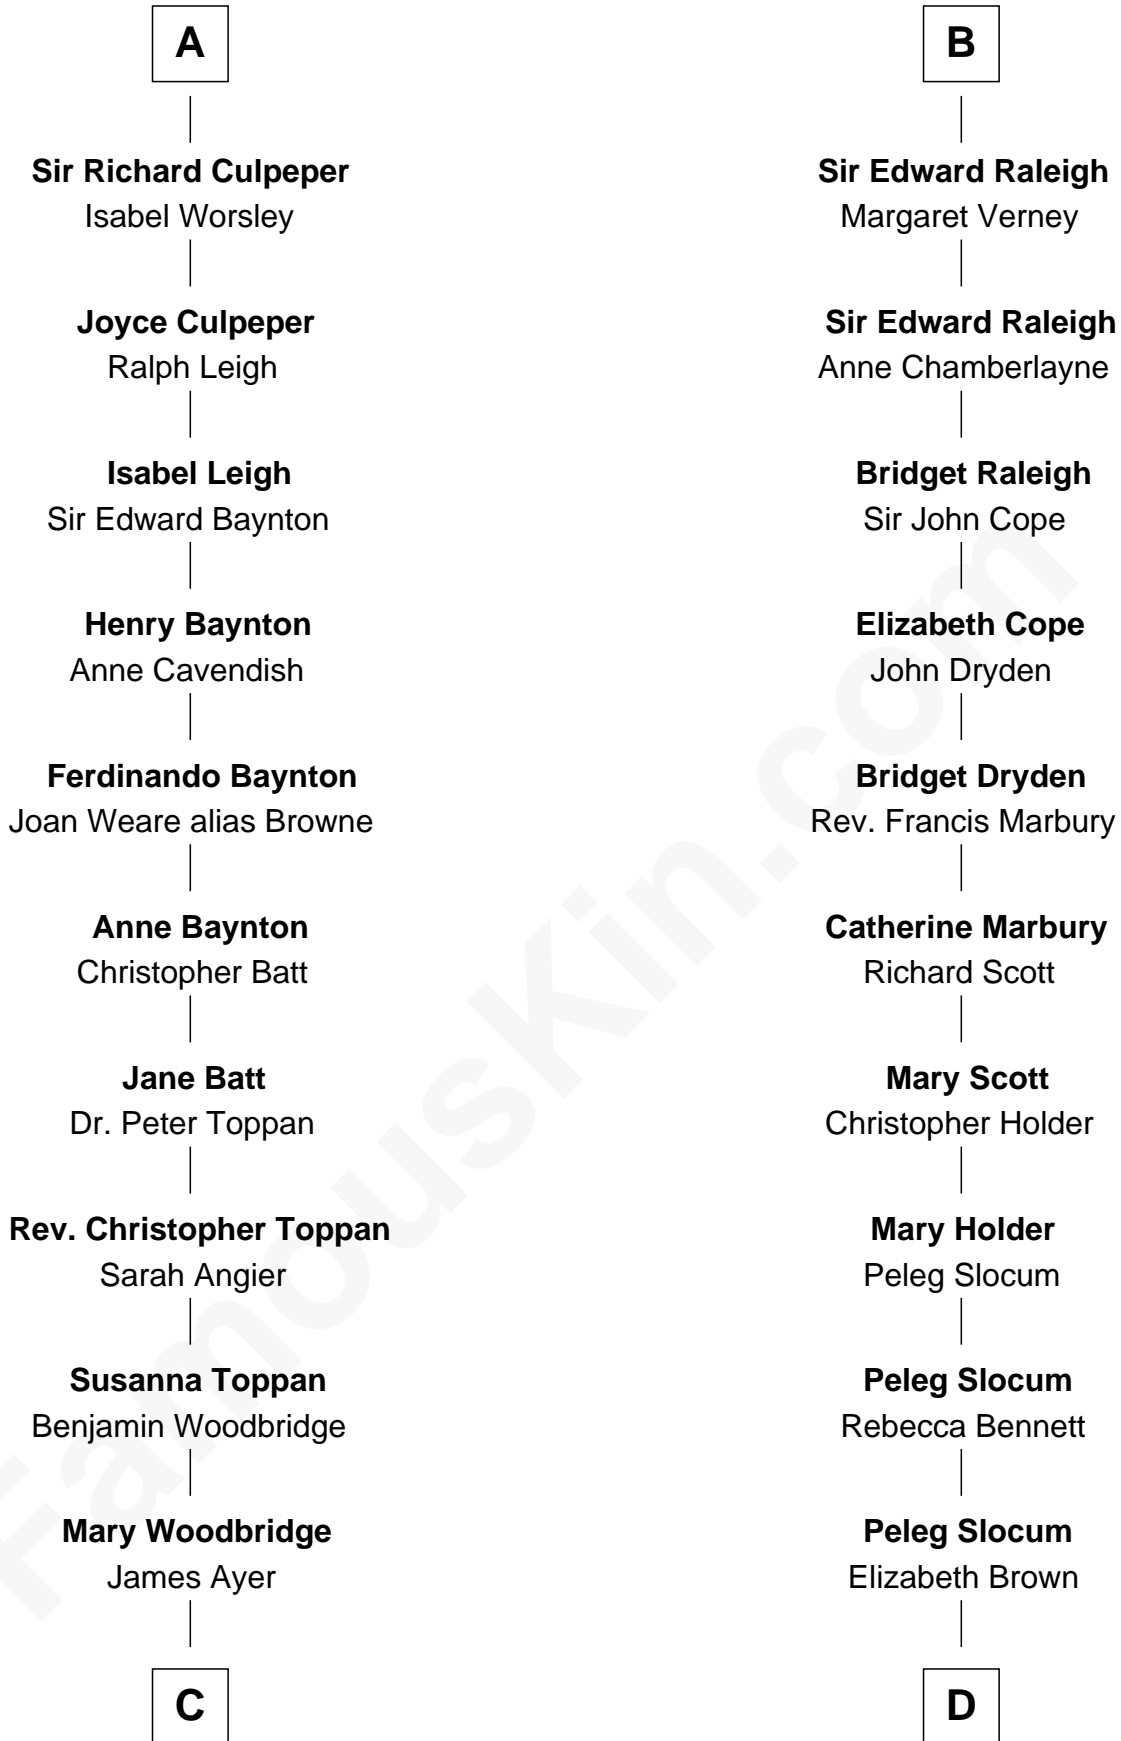 A
Sir Richard Culpeper
Isabel Worsley
Joyce Culpeper
Ralph Leigh
Isabel Leigh
Sir Edward Baynton
Henry Baynton
Anne Cavendish
Ferdinando Baynton
Joan Weare alias Browne
Anne Baynton
Christopher Batt
Jane Batt
Dr. Peter Toppan
Rev. Christopher Toppan
Sarah Angier
Susanna Toppan
Benjamin Woodbridge
Mary Woodbridge
James Ayer
C
B
Sir Edward Raleigh
Margaret Verney
Sir Edward Raleigh
Anne Chamberlayne
Bridget Raleigh
Sir John Cope
Elizabeth Cope
John Dryden
Bridget Dryden
Rev. Francis Marbury
Catherine Marbury
Richard Scott
Mary Scott
Christopher Holder
Mary Holder
Peleg Slocum
Peleg Slocum
Rebecca Bennett
Peleg Slocum
Elizabeth Brown
D
FamousKin.com